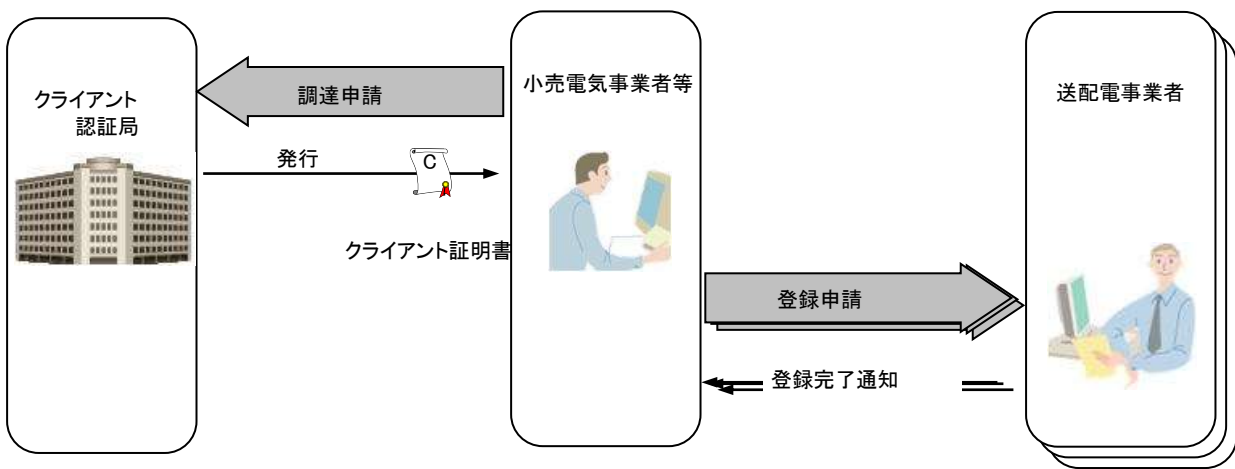 クライアント
認証局
調達申請
発行
C
クライアント証明書
小売電気事業者等
登録申請
登録完了通知
送配電事業者